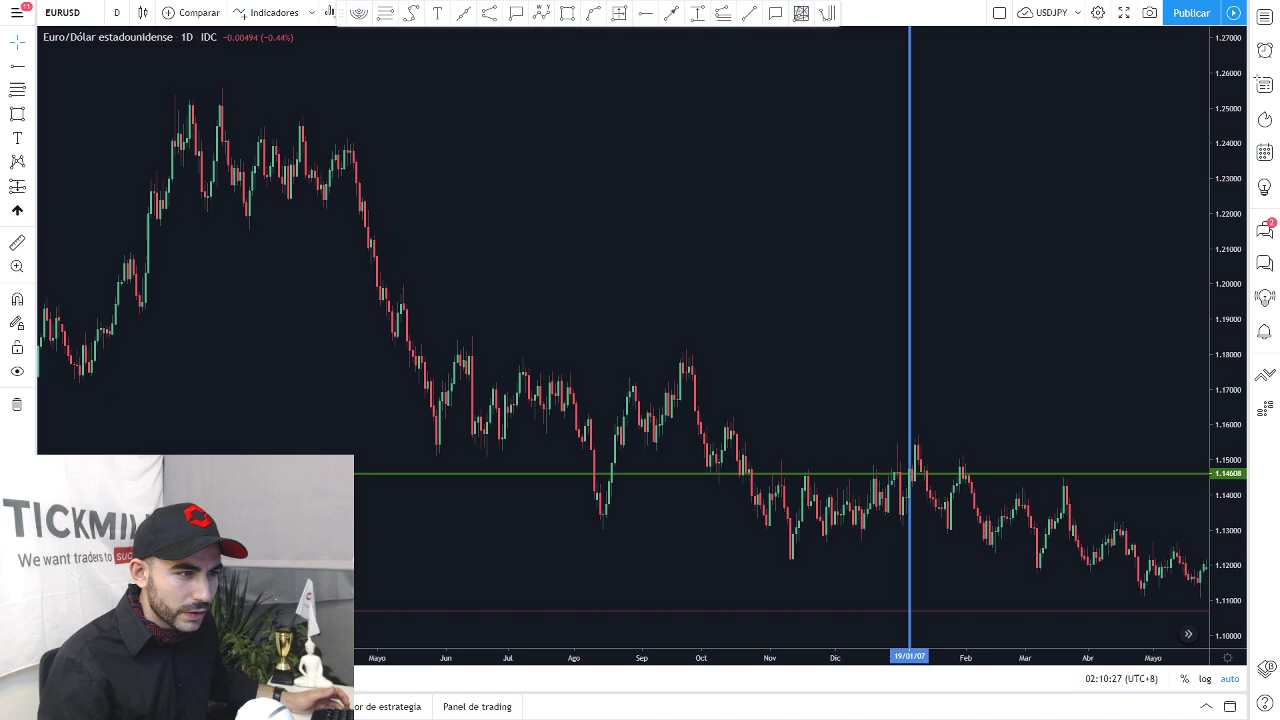 11
EURUSD
D
Comparar
Indicadores
USDJPY
Publicar
Euro/Dólar estadounidense · 1D · IDC
−0.00494 (−0.44%)
1.27000
1.26000
1.25000
1.24000
1.23000
1.22000
1.21000
1.20000
1.19000
1.18000
1.17000
1.16000
1.15000
1.14608
1.14000
1.13000
1.12000
1.11000
1.10000
2
TICKMIL
We want traders to suc
Mayo
Jun
Jul
Ago
Sep
Oct
Nov
Dic
19/01/07
Feb
Mar
Abr
Mayo
02:10:27 (UTC+8)
%
log
auto
or de estrategia
Panel de trading